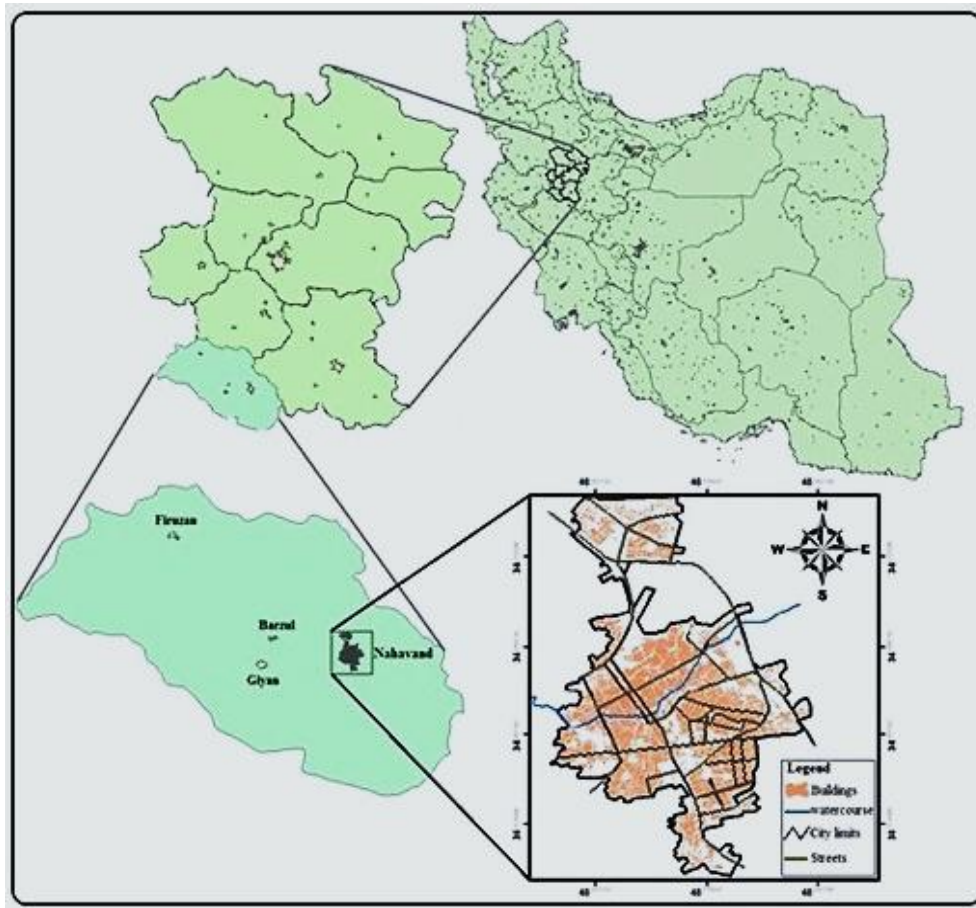 Firuzan
Barzul
Nahavand
Giyan
N
W E
S
Legend
Buildings
watercourse
City limits
Streets